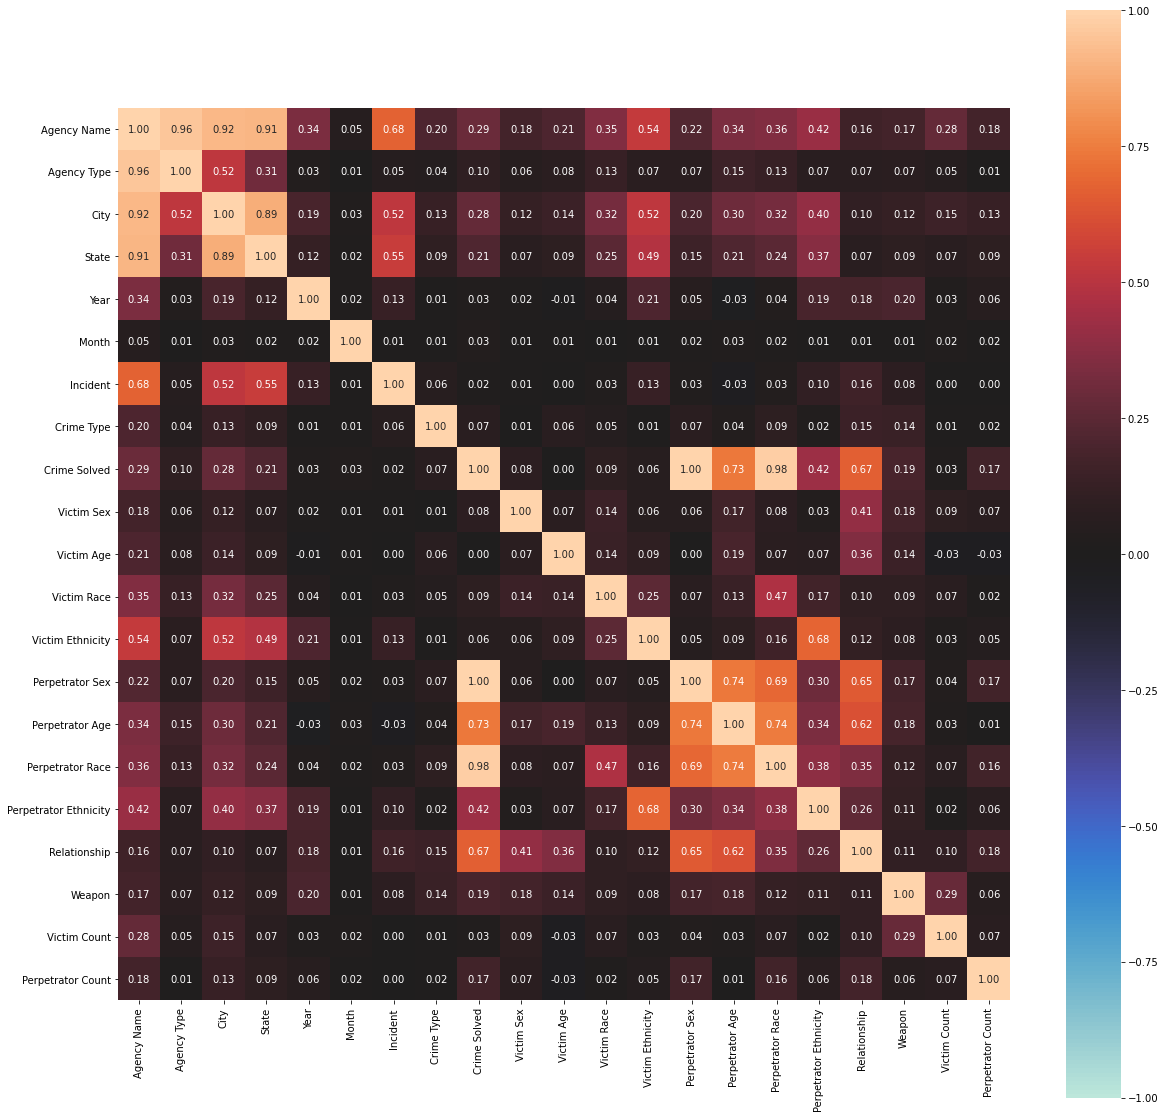 Agency Name 1.00 0.96 0.92 0.91 0.34 0.05 0.68 0.20 0.29 0.18 0.21 0.35 0.54 0.22 0.34 0.36 0.42 0.16 0.17 0.28 0.18
Agency Type 0.96 1.00 0.52 0.31 0.03 0.01 0.05 0.04 0.10 0.06 0.08 0.13 0.07 0.07 0.15 0.13 0.07 0.07 0.07 0.05 0.01
City 0.92 0.52 1.00 0.89 0.19 0.03 0.52 0.13 0.28 0.12 0.14 0.32 0.52 0.20 0.30 0.32 0.40 0.10 0.12 0.15 0.13
State 0.91 0.31 0.89 1.00 0.12 0.02 0.55 0.09 0.21 0.07 0.09 0.25 0.49 0.15 0.21 0.24 0.37 0.07 0.09 0.07 0.09
Year 0.34 0.03 0.19 0.12 1.00 0.02 0.13 0.01 0.03 0.02 -0.01 0.04 0.21 0.05 -0.03 0.04 0.19 0.18 0.20 0.03 0.06
Month 0.05 0.01 0.03 0.02 0.02 1.00 0.01 0.01 0.03 0.01 0.01 0.01 0.01 0.02 0.03 0.02 0.01 0.01 0.01 0.02 0.02
Incident 0.68 0.05 0.52 0.55 0.13 0.01 1.00 0.06 0.02 0.01 0.00 0.03 0.13 0.03 -0.03 0.03 0.10 0.16 0.08 0.00 0.00
Crime Type 0.20 0.04 0.13 0.09 0.01 0.01 0.06 1.00 0.07 0.01 0.06 0.05 0.01 0.07 0.04 0.09 0.02 0.15 0.14 0.01 0.02
Crime Solved 0.29 0.10 0.28 0.21 0.03 0.03 0.02 0.07 1.00 0.08 0.00 0.09 0.06 1.00 0.73 0.98 0.42 0.67 0.19 0.03 0.17
Victim Sex 0.18 0.06 0.12 0.07 0.02 0.01 0.01 0.01 0.08 1.00 0.07 0.14 0.06 0.06 0.17 0.08 0.03 0.41 0.18 0.09 0.07
Victim Age 0.21 0.08 0.14 0.09 -0.01 0.01 0.00 0.06 0.00 0.07 1.00 0.14 0.09 0.00 0.19 0.07 0.07 0.36 0.14 -0.03 -0.03
Victim Race 0.35 0.13 0.32 0.25 0.04 0.01 0.03 0.05 0.09 0.14 0.14 1.00 0.25 0.07 0.13 0.47 0.17 0.10 0.09 0.07 0.02
Victim Ethnicity 0.54 0.07 0.52 0.49 0.21 0.01 0.13 0.01 0.06 0.06 0.09 0.25 1.00 0.05 0.09 0.16 0.68 0.12 0.08 0.03 0.05
Perpetrator Sex 0.22 0.07 0.20 0.15 0.05 0.02 0.03 0.07 1.00 0.06 0.00 0.07 0.05 1.00 0.74 0.69 0.30 0.65 0.17 0.04 0.17
Perpetrator Age 0.34 0.15 0.30 0.21 -0.03 0.03 -0.03 0.04 0.73 0.17 0.19 0.13 0.09 0.74 1.00 0.74 0.34 0.62 0.18 0.03 0.01
Perpetrator Race 0.36 0.13 0.32 0.24 0.04 0.02 0.03 0.09 0.98 0.08 0.07 0.47 0.16 0.69 0.74 1.00 0.38 0.35 0.12 0.07 0.16
Perpetrator Ethnicity 0.42 0.07 0.40 0.37 0.19 0.01 0.10 0.02 0.42 0.03 0.07 0.17 0.68 0.30 0.34 0.38 1.00 0.26 0.11 0.02 0.06
Relationship 0.16 0.07 0.10 0.07 0.18 0.01 0.16 0.15 0.67 0.41 0.36 0.10 0.12 0.65 0.62 0.35 0.26 1.00 0.11 0.10 0.18
Weapon 0.17 0.07 0.12 0.09 0.20 0.01 0.08 0.14 0.19 0.18 0.14 0.09 0.08 0.17 0.18 0.12 0.11 0.11 1.00 0.29 0.06
Victim Count 0.28 0.05 0.15 0.07 0.03 0.02 0.00 0.01 0.03 0.09 -0.03 0.07 0.03 0.04 0.03 0.07 0.02 0.10 0.29 1.00 0.07
Perpetrator Count 0.18 0.01 0.13 0.09 0.06 0.02 0.00 0.02 0.17 0.07 -0.03 0.02 0.05 0.17 0.01 0.16 0.06 0.18 0.06 0.07 1.00
Agency Name
Agency Type
City
State
Year
Month
Incident
Crime Type
Crime Solved
Victim Sex
Victim Age
Victim Race
Victim Ethnicity
Perpetrator Sex
Perpetrator Age
Perpetrator Race
Perpetrator Ethnicity
Relationship
Weapon
Victim Count
Perpetrator Count
1.00
0.75
0.50
0.25
0.00
−0.25
−0.50
−0.75
−1.00